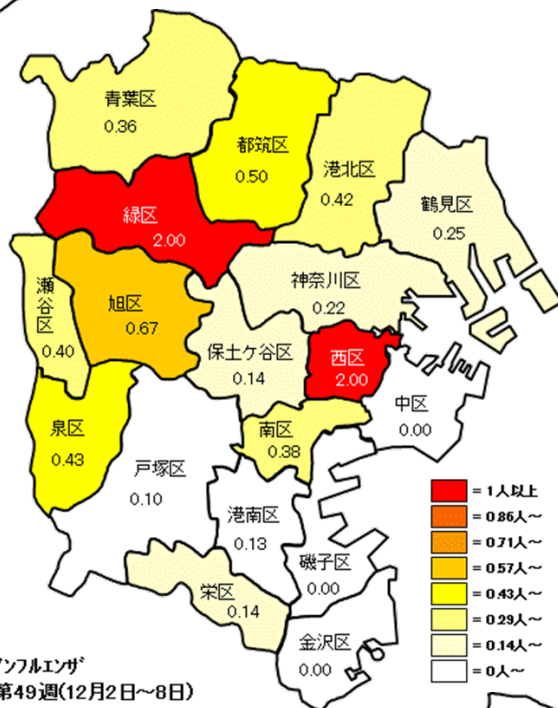 青葉区
0.36
都筑区
0.50
港北区
0.42
鶴見区
0.25
緑区
2.00
神奈川区
0.22
瀬谷区
0.40
旭区
0.67
保土ケ谷区
0.14
西区
2.00
中区
0.00
泉区
0.43
南区
0.38
戸塚区
0.10
港南区
0.13
磯子区
0.00
栄区
0.14
金沢区
0.00
=1人以上
=0.86人～
=0.71人～
=0.57人～
=0.43人～
=0.29人～
=0.14人～
=0人～
ンフルエンザ
第49週(12月2日～8日)